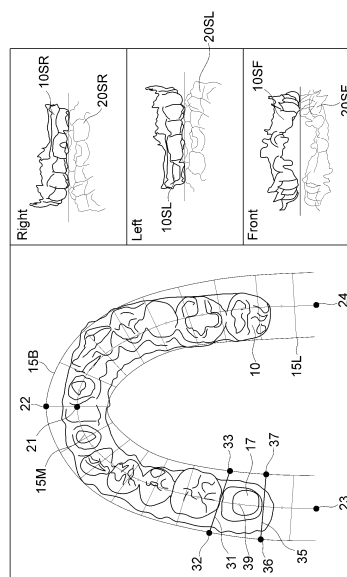 Right
10SR
20SR
Left
10SL
20SL
Front
10SF
20SF
22
15B
21
15M
24
10
15L
33
37
17
32
31
39
36
35
23